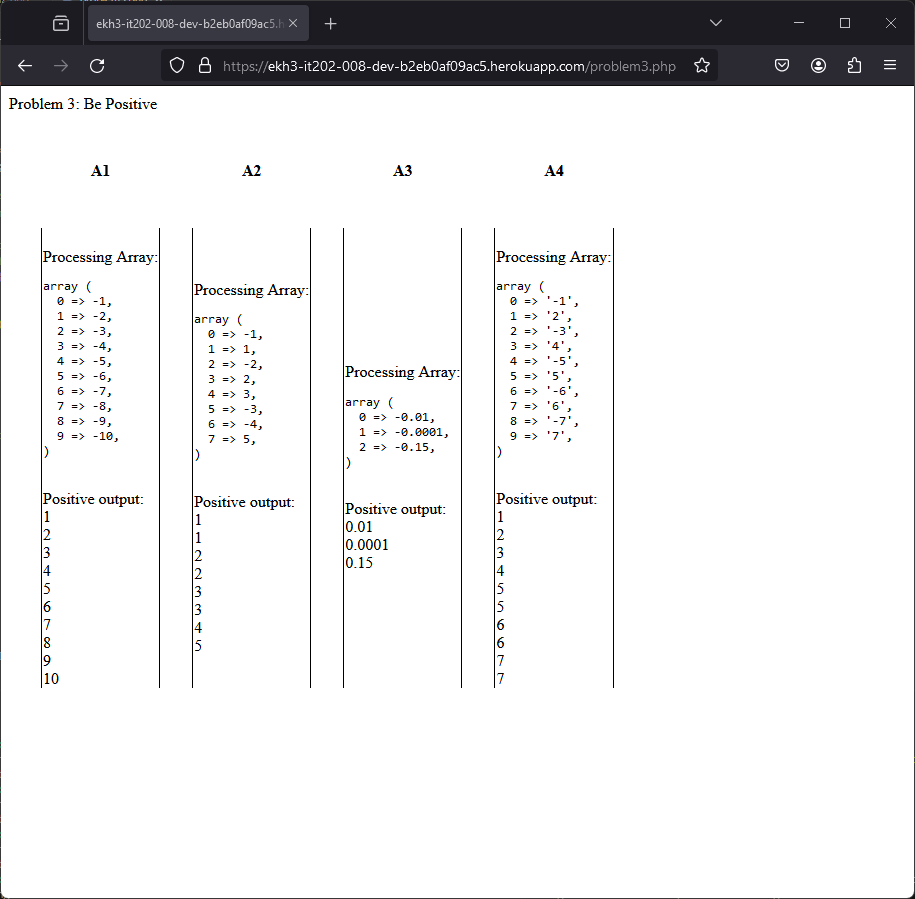 ekh3-it202-008-dev-b2eb0af09ac5.h
https://ekh3-it202-008-dev-b2eb0af09ac5.herokuapp.com/problem3.php
Problem 3: Be Positive
A1
A2
A3
A4
Processing Array:
array (
0 => -1,
1 => -2,
2 => -3,
3 => -4,
4 => -5,
5 => -6,
6 => -7,
7 => -8,
8 => -9,
9 => -10,
)
Positive output:
1
2
3
4
5
6
7
8
9
10
Processing Array:
array (
0 => -1,
1 => 1,
2 => -2,
3 => 2,
4 => 3,
5 => -3,
6 => -4,
7 => 5,
)
Positive output:
1
1
2
2
3
3
4
5
Processing Array:
array (
0 => -0.01,
1 => -0.0001,
2 => -0.15,
)
Positive output:
0.01
0.0001
0.15
Processing Array:
array (
0 => '-1',
1 => '2',
2 => '-3',
3 => '4',
4 => '-5',
5 => '5',
6 => '-6',
7 => '6',
8 => '-7',
9 => '7',
)
Positive output:
1
2
3
4
5
5
6
6
7
7